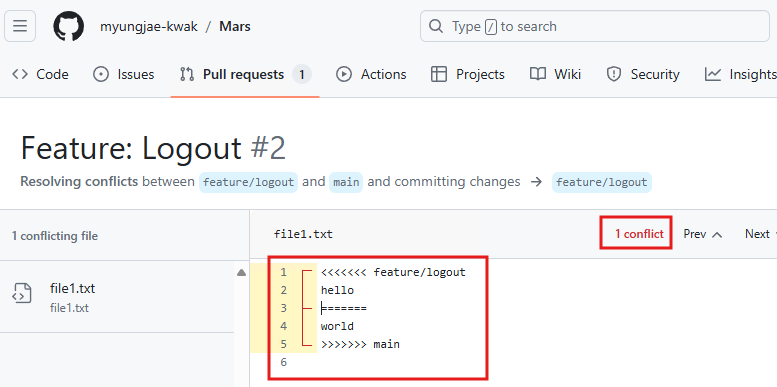 myungjae-kwak / Mars
Type / to search
Code Issues Pull requests 1 Actions Projects Wiki Security Insights
Feature: Logout #2
Resolving conflicts between feature/logout and main and committing changes → feature/logout
1 conflicting file
file1.txt
file1.txt
file1.txt 1 conflict Prev Next
1 <<<<<<< feature/logout
2 hello
3 =======
4 world
5 >>>>>>> main
6